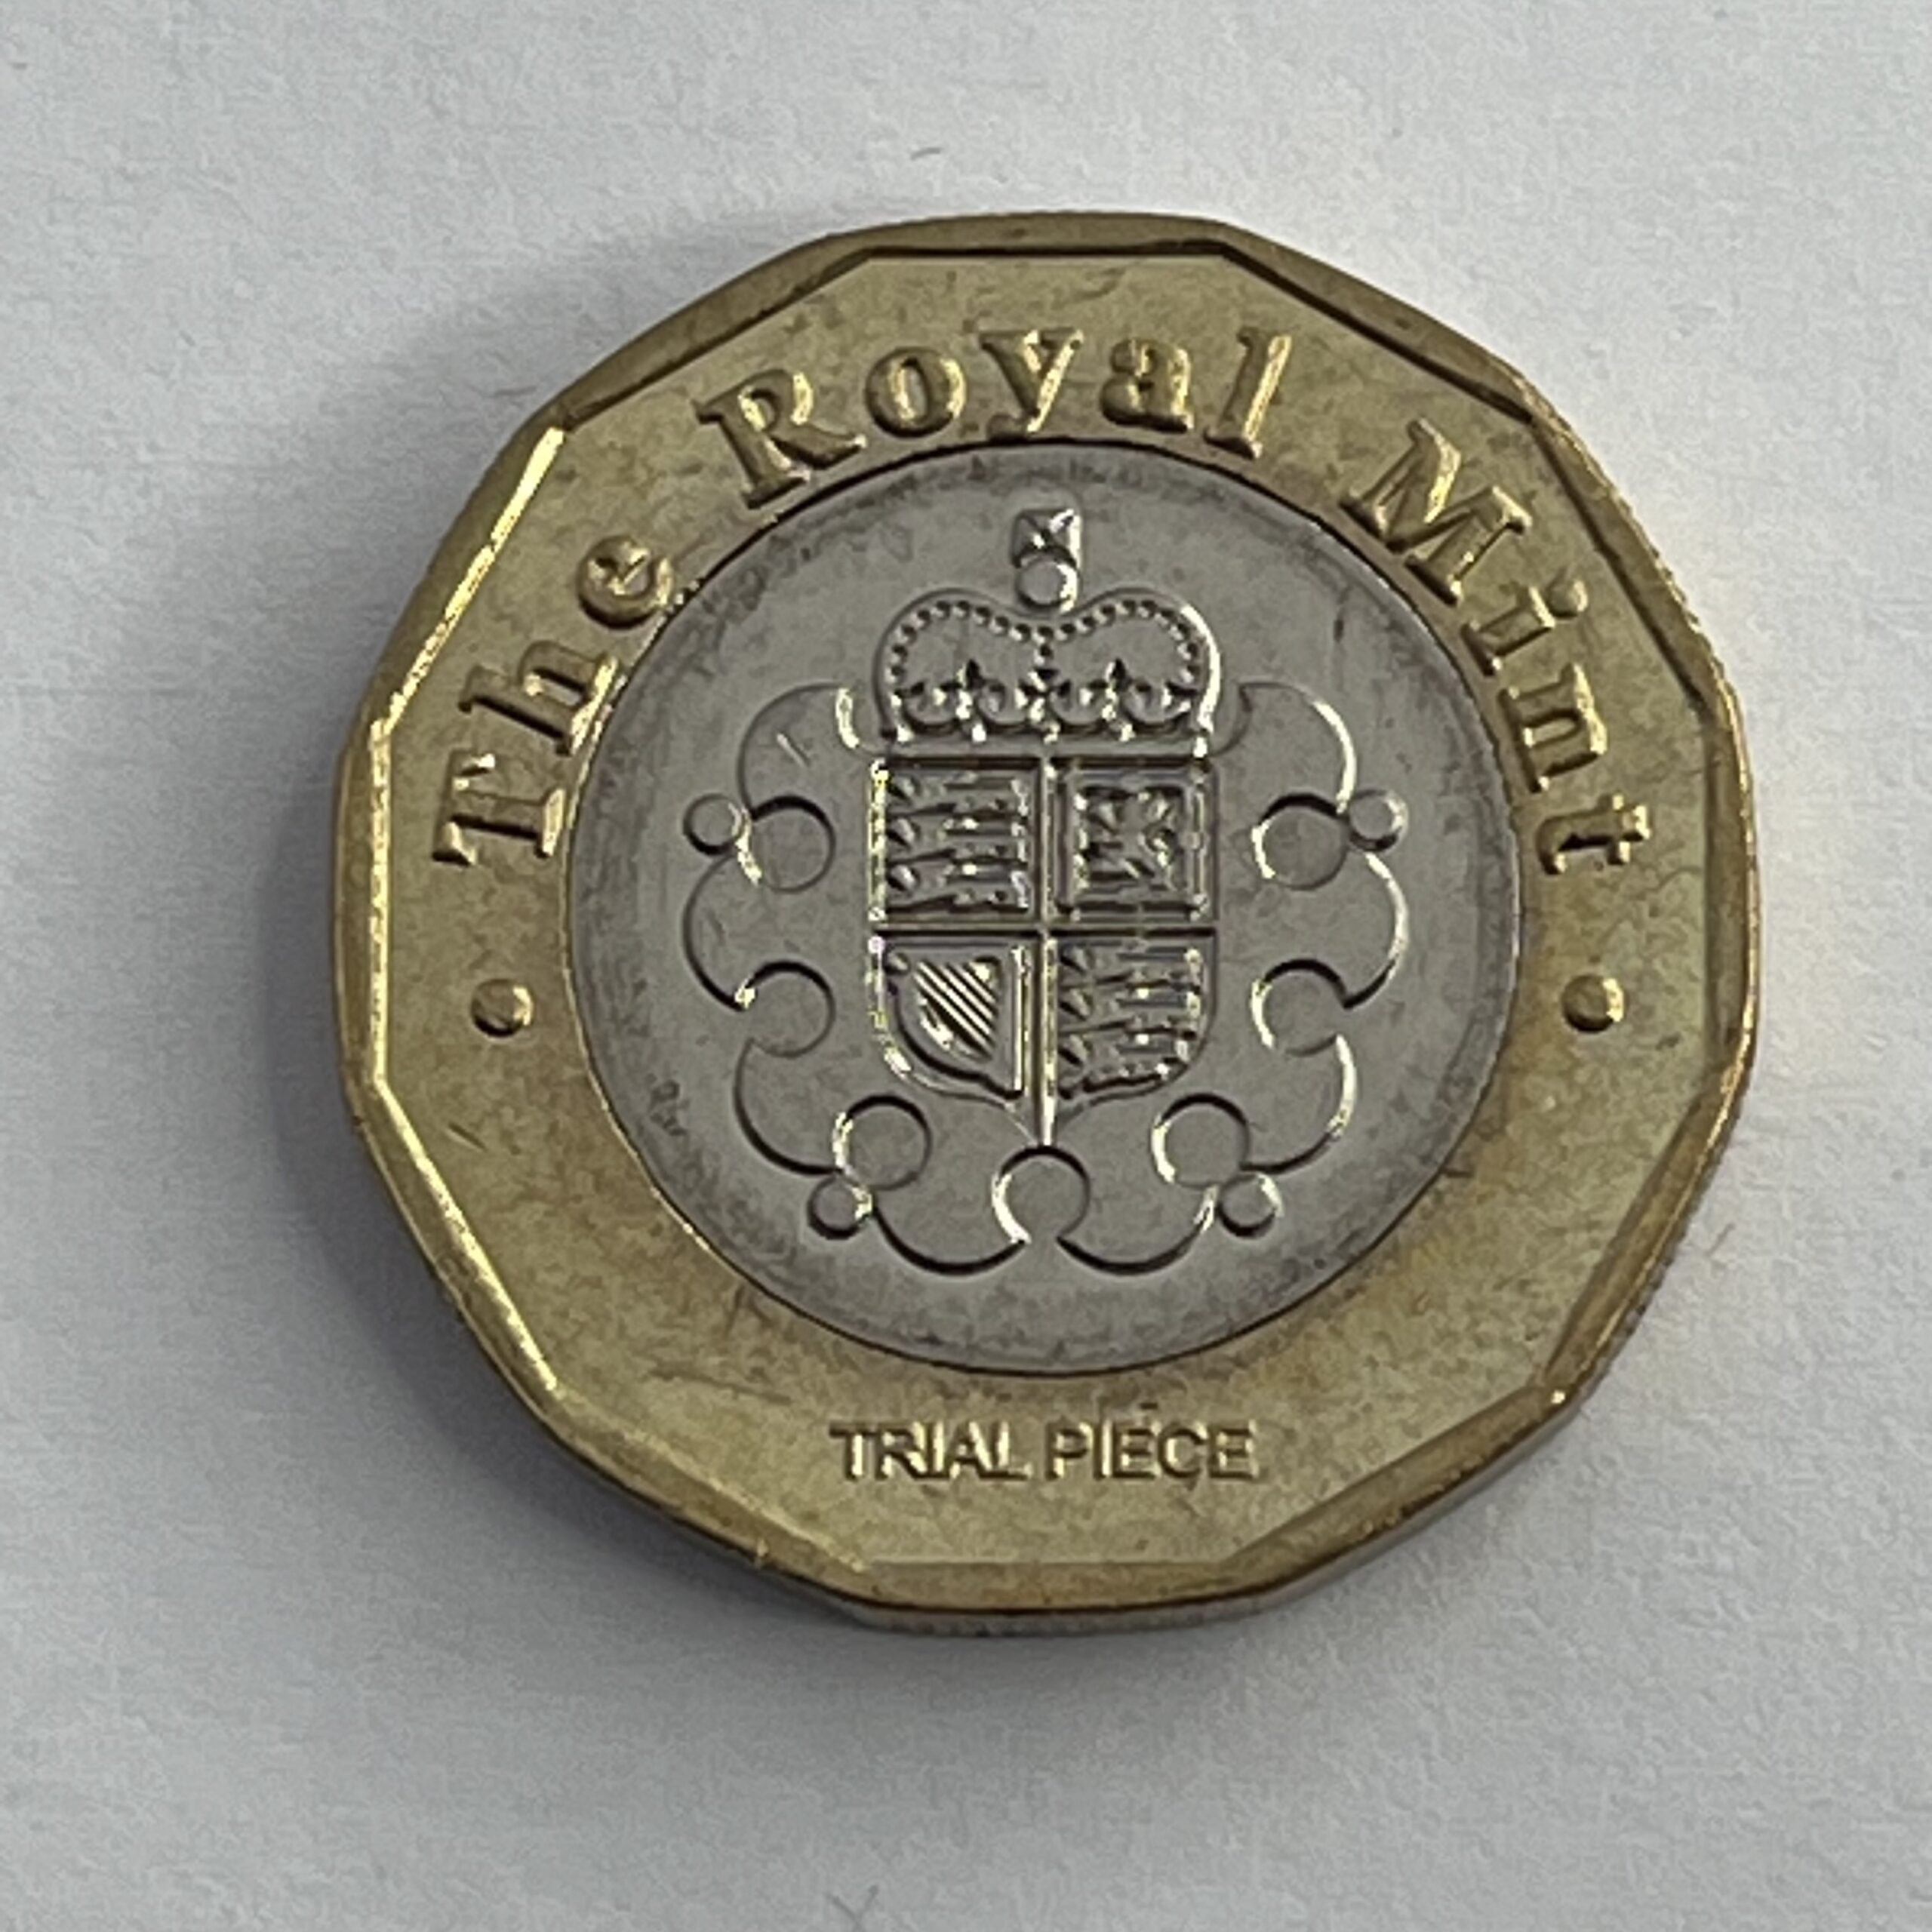 The Royal Mint
TRIAL PIECE